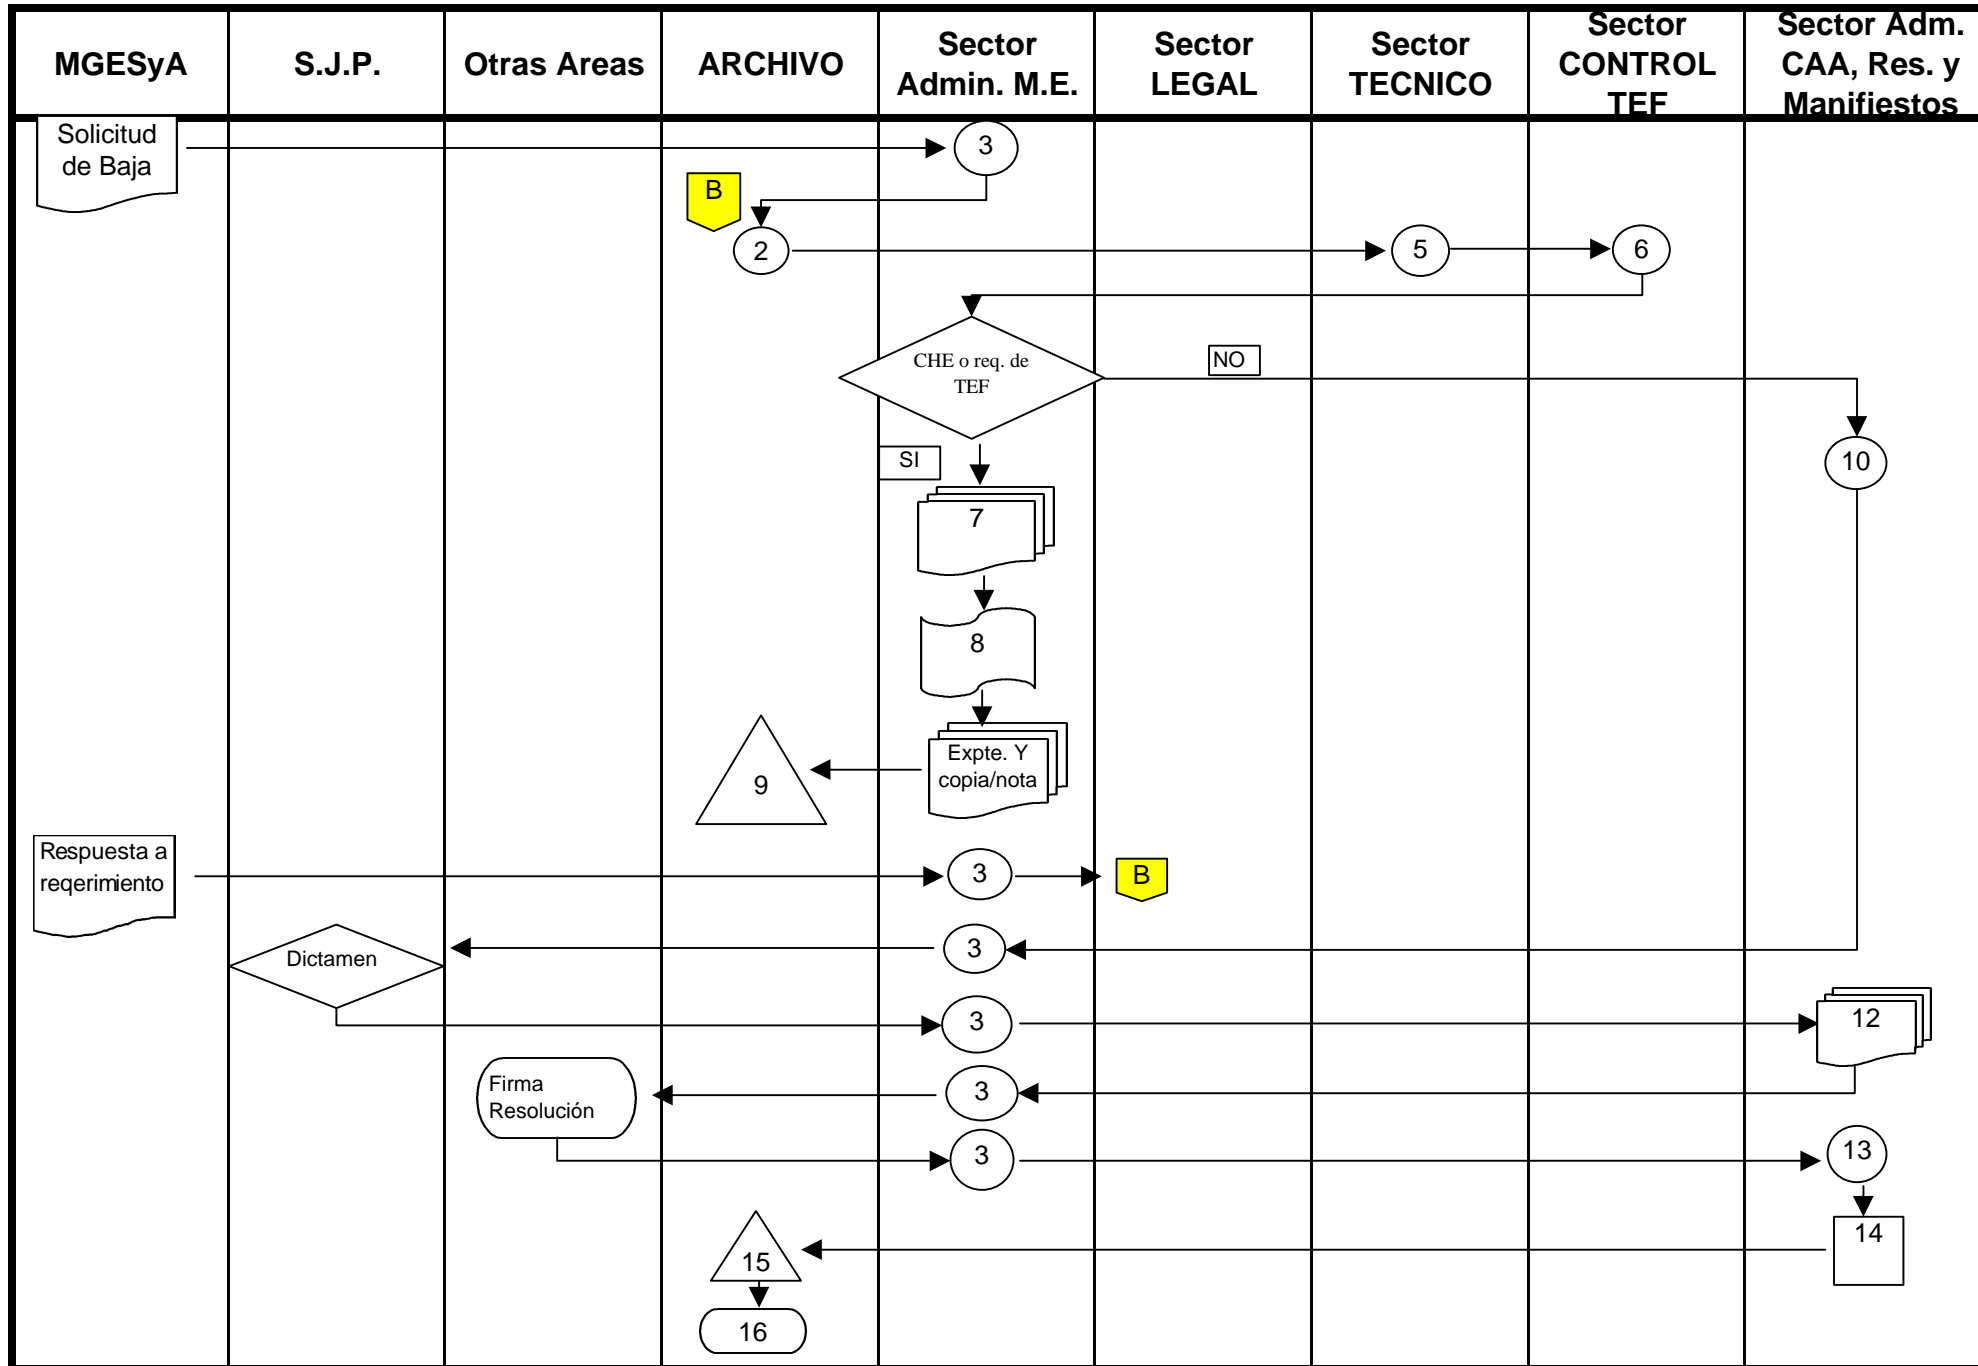 MGESyA
S.J.P.
Otras Areas
ARCHIVO
Sector
Admin. M.E.
Sector
LEGAL
Sector
TECNICO
Sector
CONTROL
TEF
Sector Adm.
CAA, Res. y
Manifiestos
Solicitud
de Baja
3
B
2
5
6
CHE o req. de
TEF
NO
SI
10
7
8
Expte. Y
copia/nota
9
Respuesta a
reqerimiento
3
B
Dictamen
3
3
12
Firma
Resolución
3
3
13
14
15
16